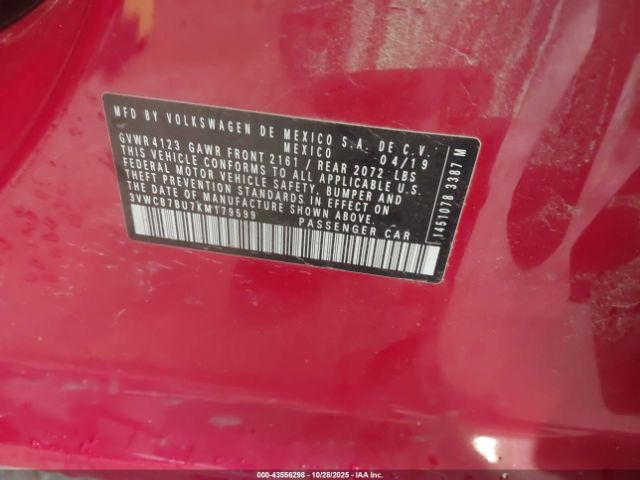 MFD BY VOLKSWAGEN DE MEXICO S.A. DE C.V.
MEXICO 04/19
GVWR 4123 GAWR FRONT 2161 / REAR 2072 LBS
THIS VEHICLE CONFORMS TO ALL APPLICABLE U.S.
FEDERAL MOTOR VEHICLE SAFETY, BUMPER AND
THEFT PREVENTION STANDARDS IN EFFECT ON
THE DATE OF MANUFACTURE SHOWN ABOVE.
3VWCB7BU7KM179599
PASSENGER CAR
1451078 3387 M
000-43556298 - 10/28/2025 - Copyright IAA, Inc